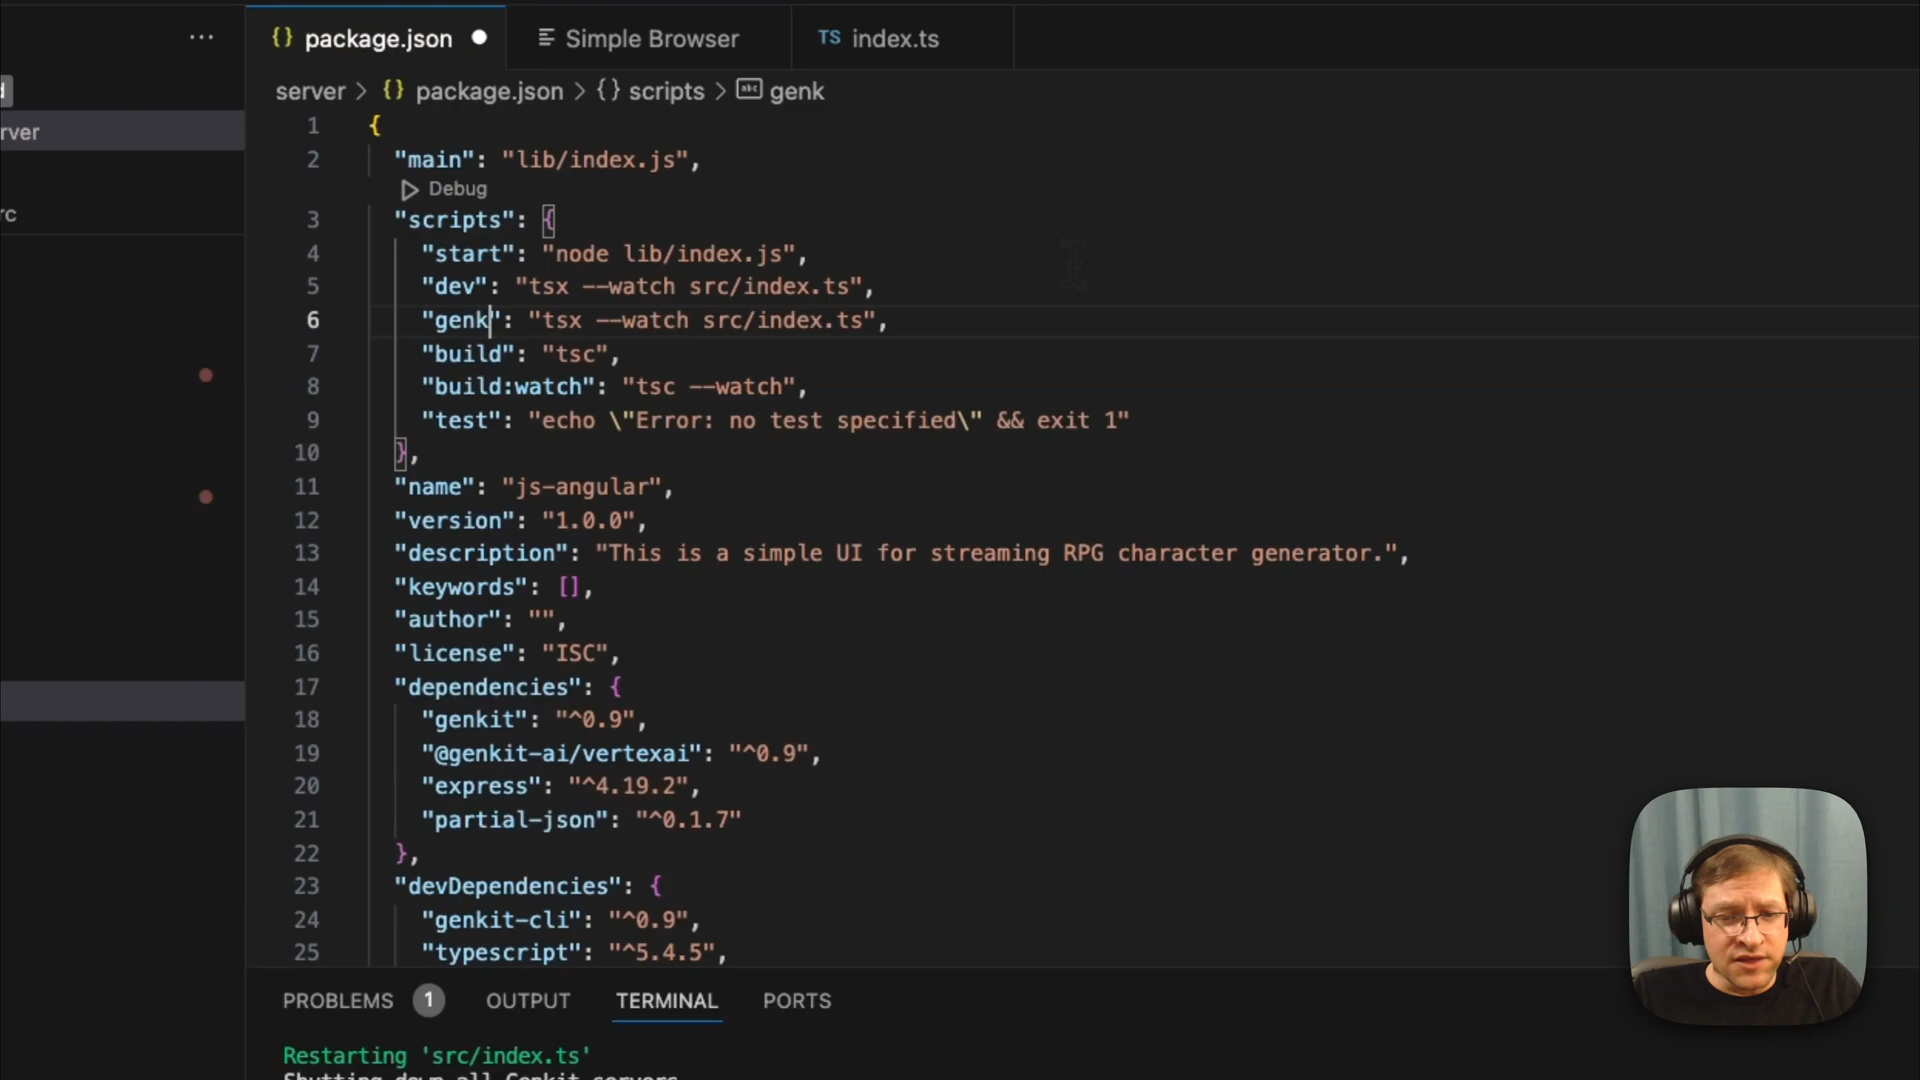 package.json
Simple Browser
TS index.ts
server > {} package.json > {} scripts > abc genk
rver
rc
1 {
2 "main": "lib/index.js",
Debug
3 "scripts": {
4 "start": "node lib/index.js",
5 "dev": "tsx --watch src/index.ts",
6 "genk": "tsx --watch src/index.ts",
7 "build": "tsc",
8 "build:watch": "tsc --watch",
9 "test": "echo \"Error: no test specified\" && exit 1"
10 },
11 "name": "js-angular",
12 "version": "1.0.0",
13 "description": "This is a simple UI for streaming RPG character generator.",
14 "keywords": [],
15 "author": "",
16 "license": "ISC",
17 "dependencies": {
18 "genkit": "^0.9",
19 "@genkit-ai/vertexai": "^0.9",
20 "express": "^4.19.2",
21 "partial-json": "^0.1.7"
22 },
23 "devDependencies": {
24 "genkit-cli": "^0.9",
25 "typescript": "^5.4.5",
PROBLEMS 1 OUTPUT TERMINAL PORTS
Restarting 'src/index.ts'
Shutting down all Genkit servers